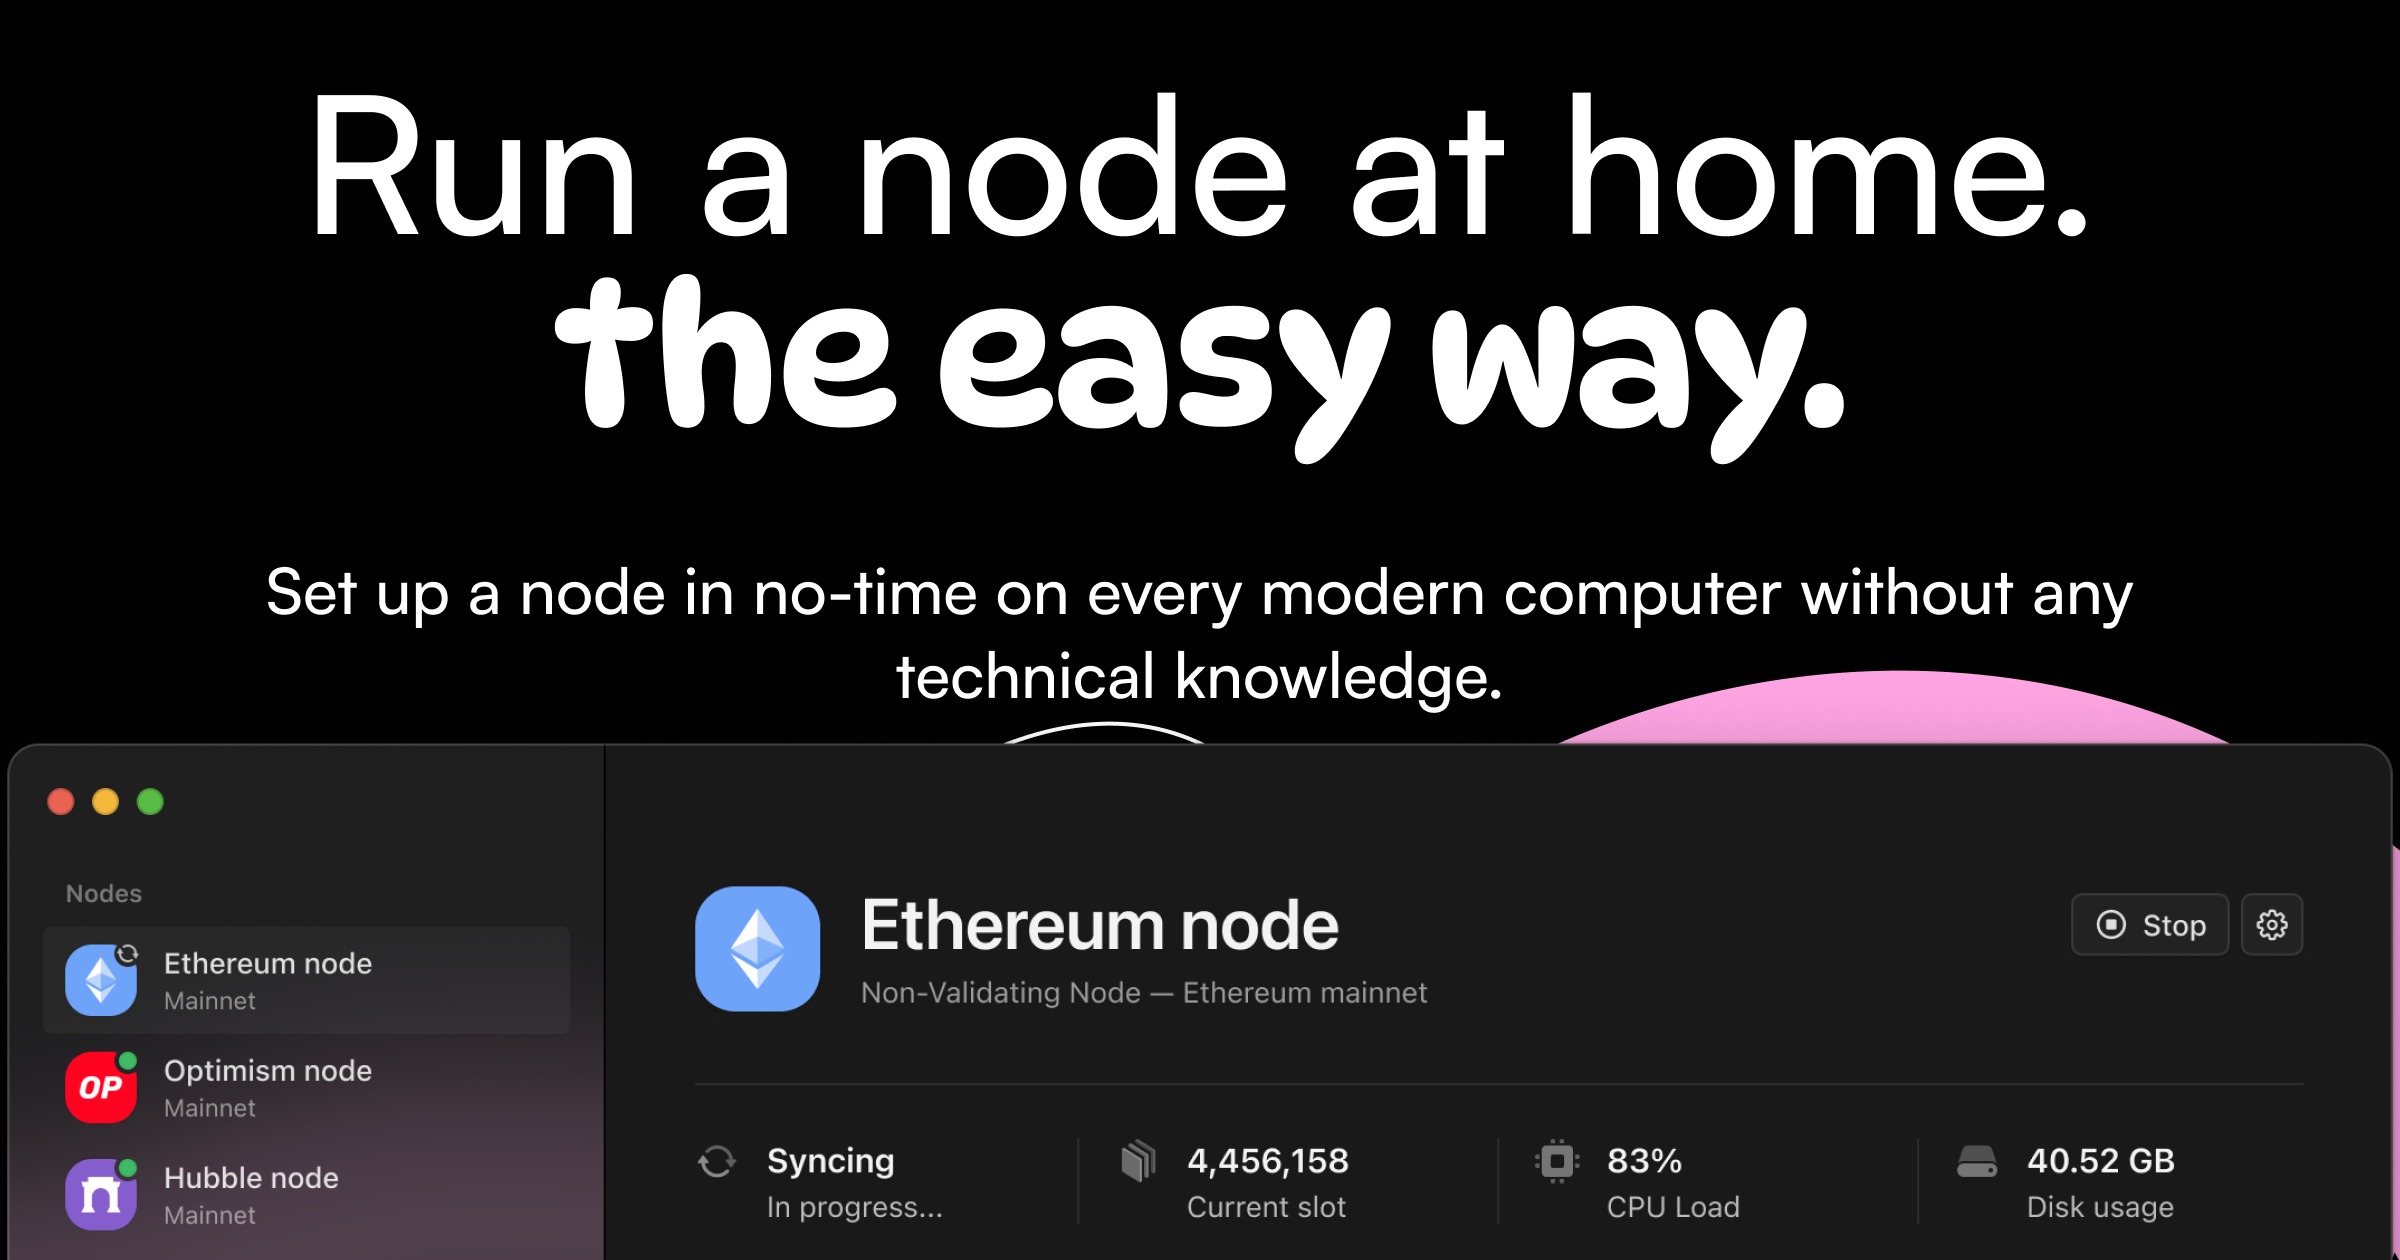 Run a node at home.
the easy way.
Set up a node in no-time on every modern computer without any
technical knowledge.
Nodes
Ethereum node
Mainnet
OP
Optimism node
Mainnet
Hubble node
Mainnet
Ethereum node
Non-Validating Node — Ethereum mainnet
Stop
Syncing
In progress...
4,456,158
Current slot
83%
CPU Load
40.52 GB
Disk usage